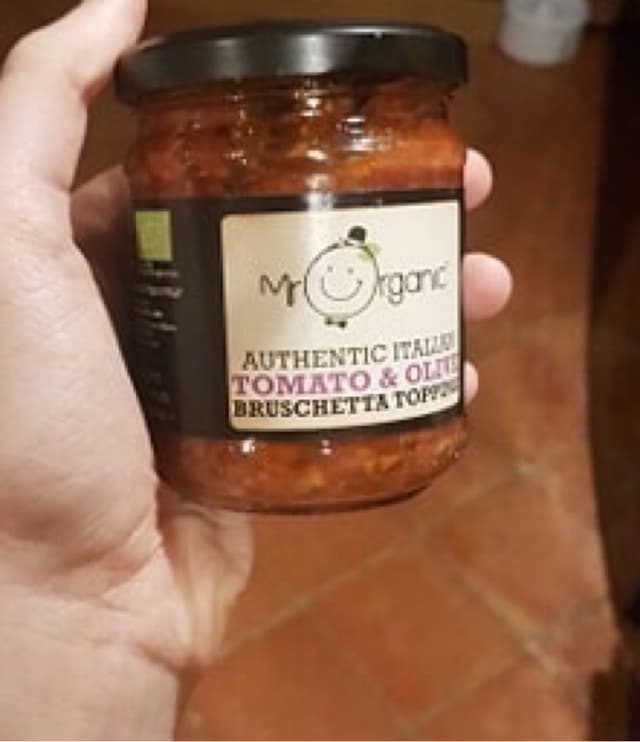 Mr Organic
AUTHENTIC ITALIAN
TOMATO & OLIVE
BRUSCHETTA TOPPING